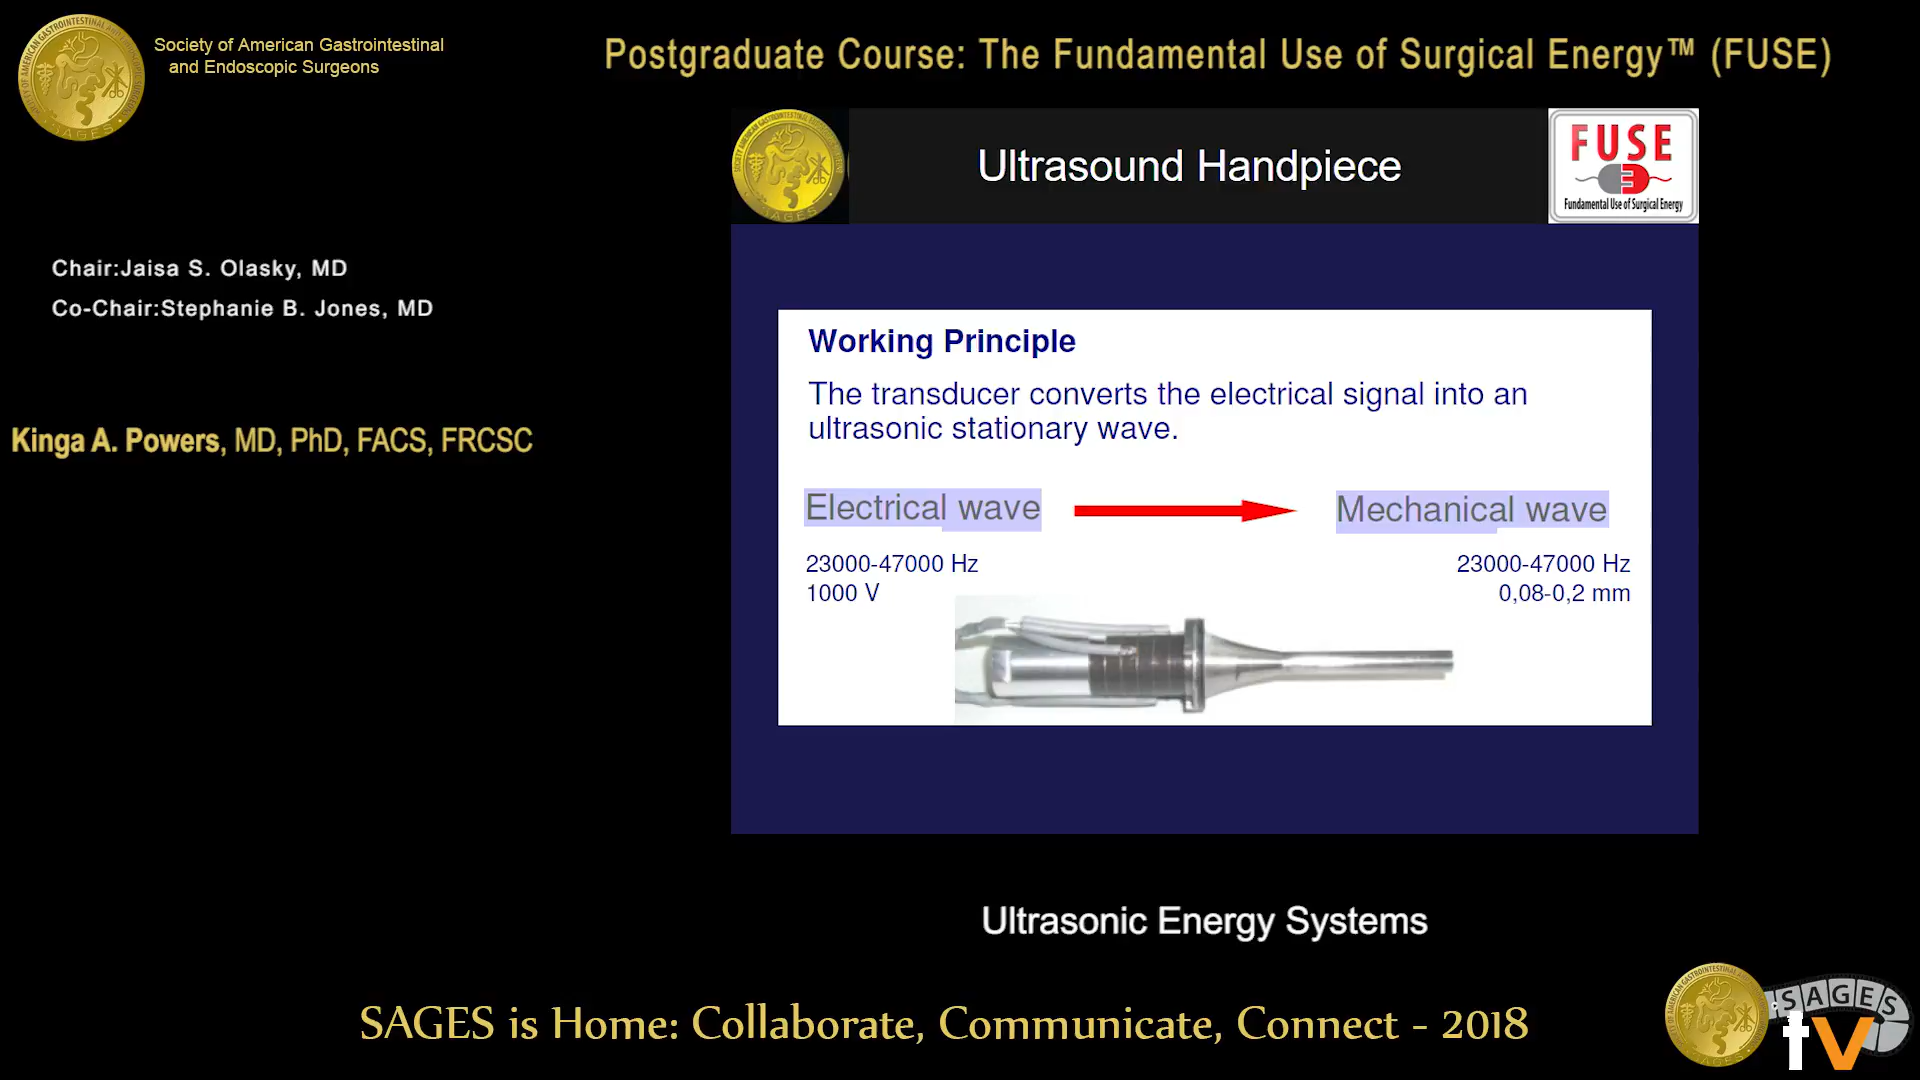 Society of American Gastrointestinal
and Endoscopic Surgeons
Postgraduate Course: The Fundamental Use of Surgical Energy™ (FUSE)
Ultrasound Handpiece
FUSE
Fundamental Use of Surgical Energy
Chair:Jaisa S. Olasky, MD
Co-Chair:Stephanie B. Jones, MD
Kinga A. Powers, MD, PhD, FACS, FRCSC
Working Principle
The transducer converts the electrical signal into an
ultrasonic stationary wave.
Electrical wave
Mechanical wave
23000-47000 Hz
1000 V
23000-47000 Hz
0,08-0,2 mm
Ultrasonic Energy Systems
SAGES is Home: Collaborate, Communicate, Connect - 2018
SAGES
tv